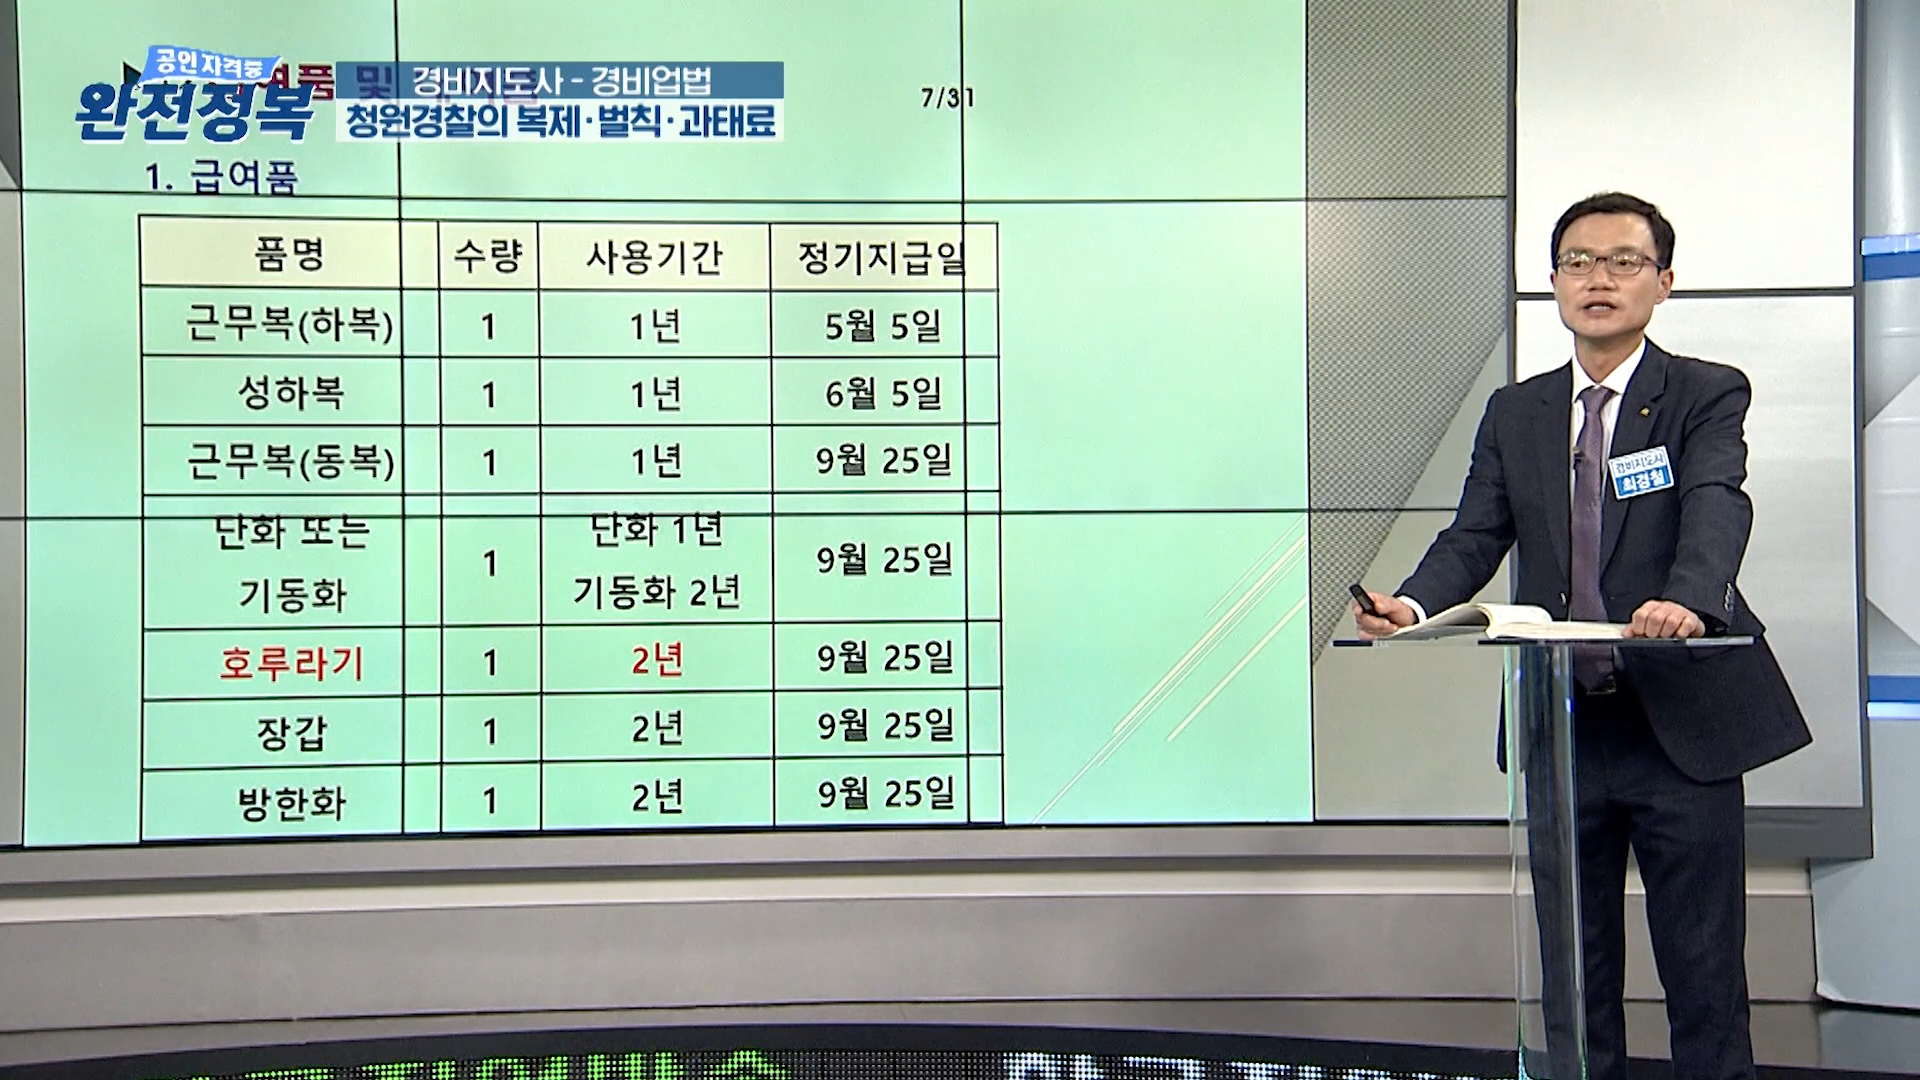 공인 자격증
완전정복
경비지도사 - 경비업법
청원경찰의 복제·벌칙·과태료
7/31
1. 급여품
품명 수량 사용기간 정기지급일
근무복(하복) 1 1년 5월 5일
성하복 1 1년 6월 5일
근무복(동복) 1 1년 9월 25일
단화 또는 기동화 1 단화 1년 기동화 2년 9월 25일
호루라기 1 2년 9월 25일
장갑 1 2년 9월 25일
방한화 1 2년 9월 25일
경비지도사
최경철